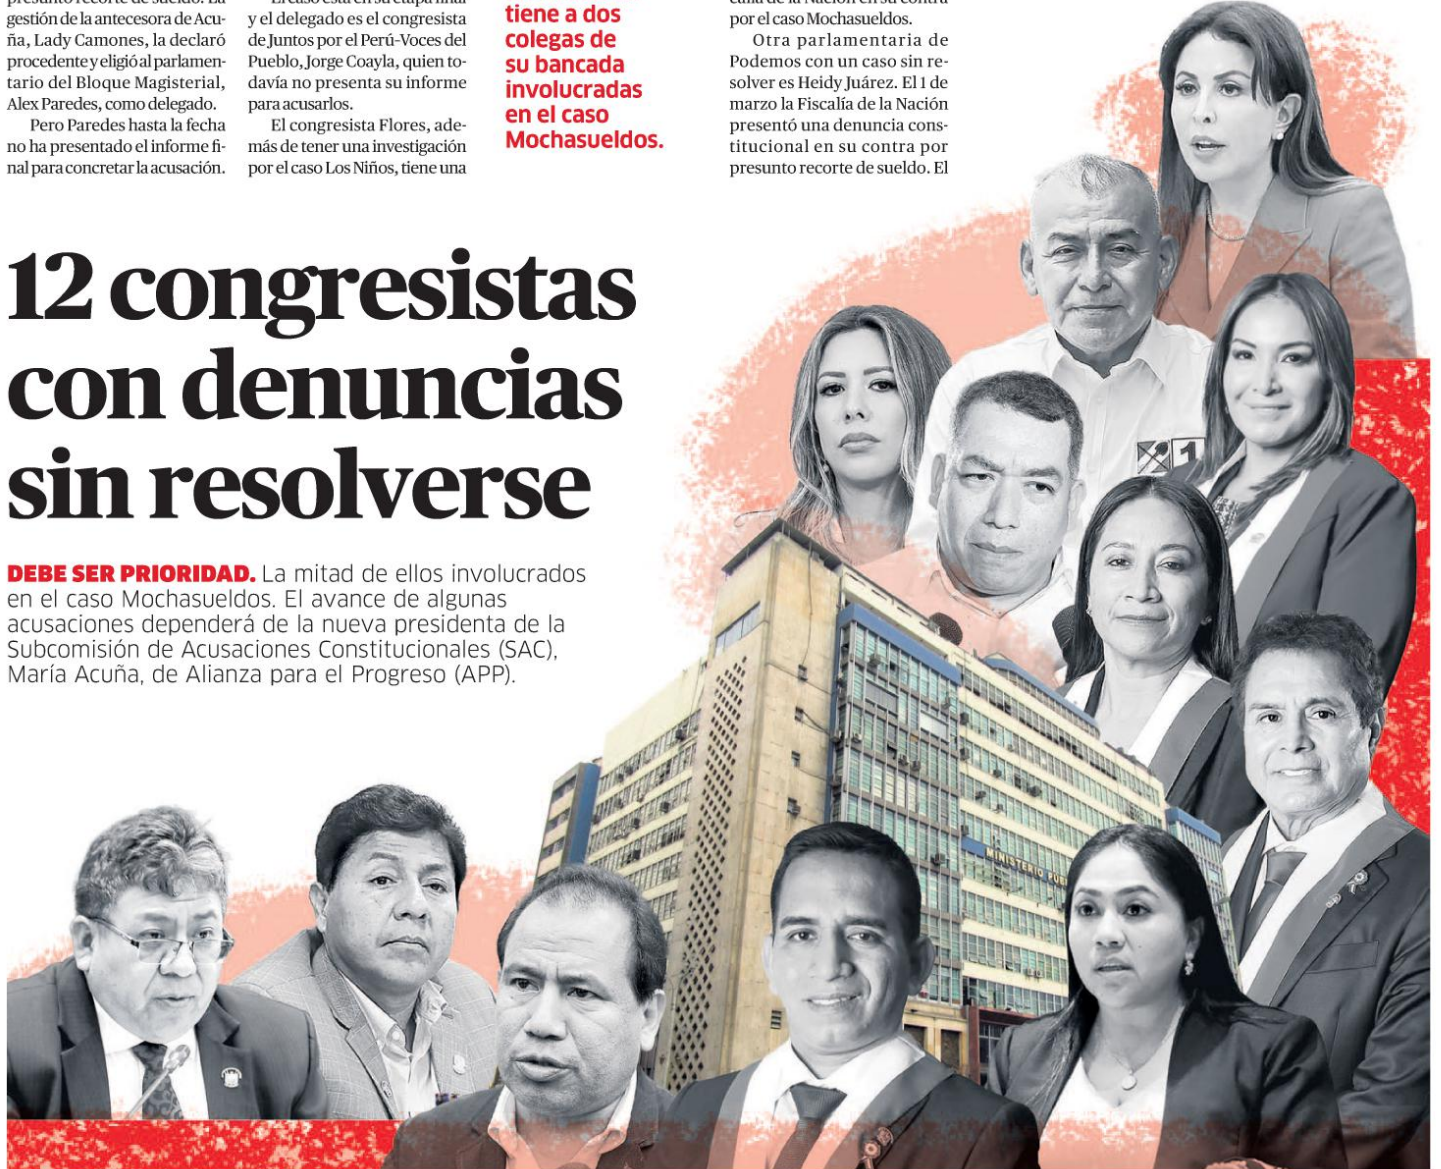 gestión de la antecesora de Acu-
ña, Lady Camones, la declaró
procedente y eligió al parlamen-
tario del Bloque Magisterial,
Alex Paredes, como delegado.
Pero Paredes hasta la fecha
no ha presentado el informe fi-
nal para concretar la acusación.
y el delegado es el congresista
de Juntos por el Perú-Voces del
Pueblo, Jorge Coayla, quien to-
davía no presenta su informe
para acusarlos.
El congresista Flores, ade-
más de tener una investigación
por el caso Los Niños, tiene una
tiene a dos
colegas de
su bancada
involucradas
en el caso
Mochasueldos.
por el caso Mochasueldos.
Otra parlamentaria de
Podemos con un caso sin re-
solver es Heidy Juárez. El 1 de
marzo la Fiscalía de la Nación
presentó una denuncia cons-
titucional en su contra por
presunto recorte de sueldo. El
12 congresistas
con denuncias
sin resolverse
DEBE SER PRIORIDAD. La mitad de ellos involucrados
en el caso Mochasueldos. El avance de algunas
acusaciones dependerá de la nueva presidenta de la
Subcomisión de Acusaciones Constitucionales (SAC),
María Acuña, de Alianza para el Progreso (APP).
1
MINISTERIO PUB